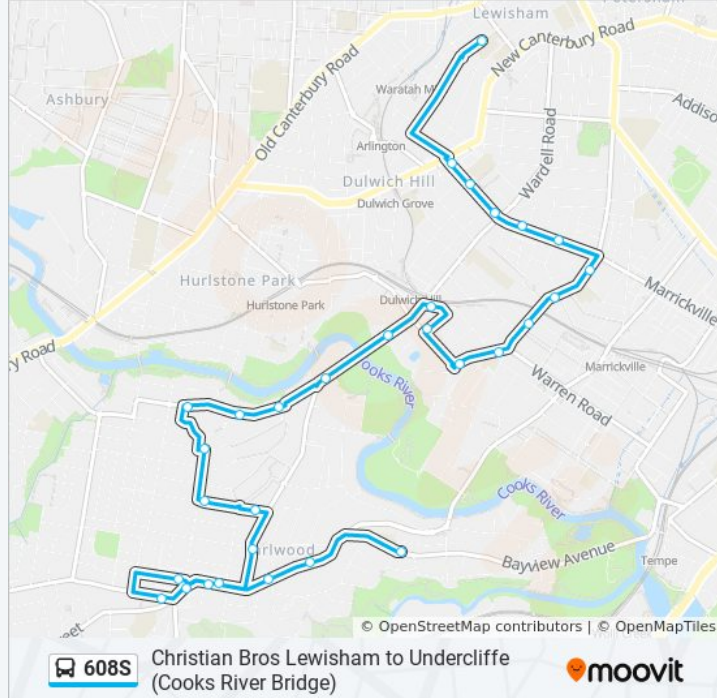 Lewisham
New Canterbury Road
Old Canterbury Road
Ashbury
Waratah M
Addiso
Arlington
Wardell Road
Dulwich Hill
Dulwich Grove
Hurlstone Park
Dulwich Hill
Hurlstone Park
Marrickville
ry Road
Cooks River
Marrickville
Warren Road
Cooks River
arlwood
Bayview Avenue
Tempe
street
© OpenStreetMap contributors | © OpenMapTiles
608S
Christian Bros Lewisham to Undercliffe
(Cooks River Bridge)
moovit